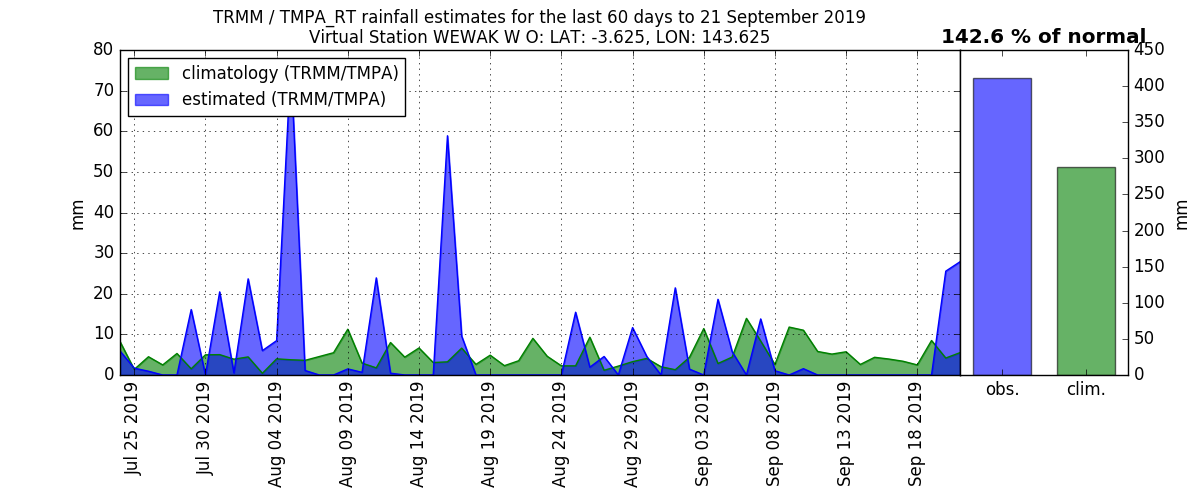 TRMM / TMPA_RT rainfall estimates for the last 60 days to 21 September 2019
Virtual Station WEWAK W O: LAT: -3.625, LON: 143.625
142.6 % of normal
climatology (TRMM/TMPA)
estimated (TRMM/TMPA)
80
70
60
50
40
30
20
10
0
mm
Jul 25 2019
Jul 30 2019
Aug 04 2019
Aug 09 2019
Aug 14 2019
Aug 19 2019
Aug 24 2019
Aug 29 2019
Sep 03 2019
Sep 08 2019
Sep 13 2019
Sep 18 2019
obs.
clim.
450
400
350
300
250
200
150
100
50
0
mm